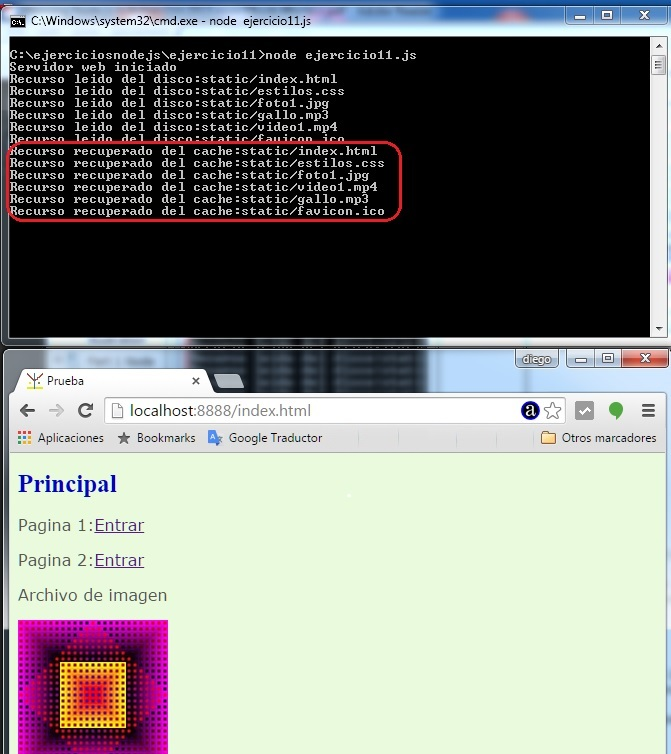 C:\Windows\system32\cmd.exe - node ejercicio11.js
C:\ejerciciosnodejs\ejercicio11>node ejercicio11.js
Servidor web iniciado
Recurso leido del disco:static/index.html
Recurso leido del disco:static/estilos.css
Recurso leido del disco:static/foto1.jpg
Recurso leido del disco:static/gallo.mp3
Recurso leido del disco:static/video1.mp4
Recurso leido del disco:static/favicon.ico
Recurso recuperado del cache:static/index.html
Recurso recuperado del cache:static/estilos.css
Recurso recuperado del cache:static/foto1.jpg
Recurso recuperado del cache:static/video1.mp4
Recurso recuperado del cache:static/gallo.mp3
Recurso recuperado del cache:static/favicon.ico
diego
Prueba
localhost:8888/index.html
a
Aplicaciones Bookmarks Google Traductor Otros marcadores
Principal
Pagina 1:Entrar
Pagina 2:Entrar
Archivo de imagen